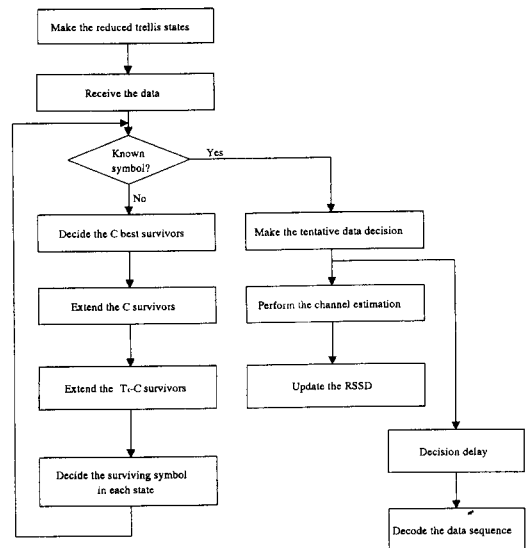 Make the reduced trellis states
Receive the data
Known
symbol?
Yes
No
Decide the C best survivors
Make the tentative data decision
Extend the C survivors
Perform the channel estimation
Extend the Tₛ-C survivors
Update the RSSD
Decide the surviving symbol
in each state
Decision delay
Decode the data sequence